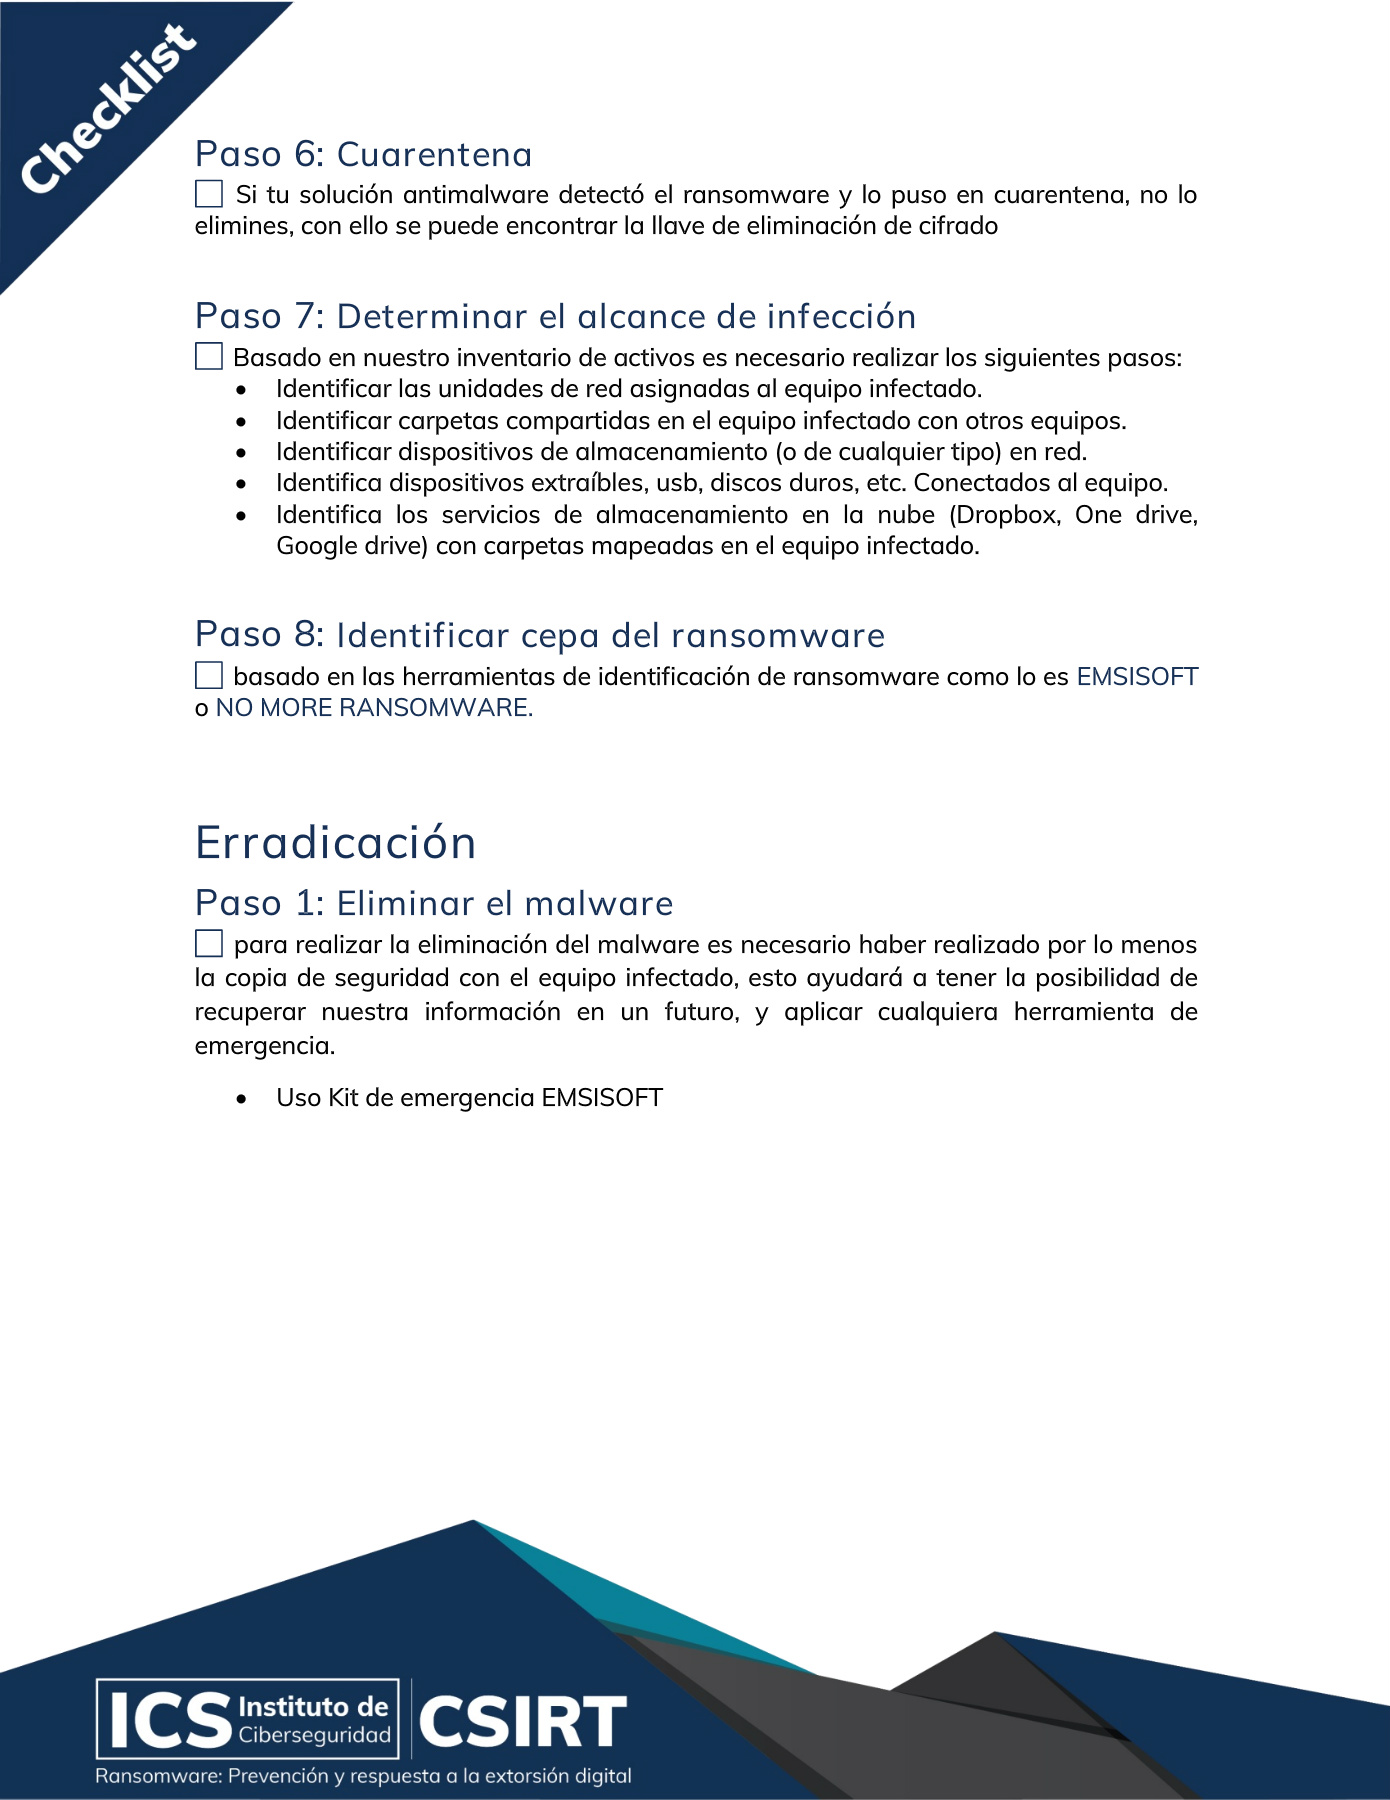 Checklist
Paso 6: Cuarentena
Si tu solución antimalware detectó el ransomware y lo puso en cuarentena, no lo
elimines, con ello se puede encontrar la llave de eliminación de cifrado
Paso 7: Determinar el alcance de infección
Basado en nuestro inventario de activos es necesario realizar los siguientes pasos:
• Identificar las unidades de red asignadas al equipo infectado.
• Identificar carpetas compartidas en el equipo infectado con otros equipos.
• Identificar dispositivos de almacenamiento (o de cualquier tipo) en red.
• Identifica dispositivos extraíbles, usb, discos duros, etc. Conectados al equipo.
• Identifica los servicios de almacenamiento en la nube (Dropbox, One drive,
Google drive) con carpetas mapeadas en el equipo infectado.
Paso 8: Identificar cepa del ransomware
basado en las herramientas de identificación de ransomware como lo es EMSISOFT
o NO MORE RANSOMWARE.
Erradicación
Paso 1: Eliminar el malware
para realizar la eliminación del malware es necesario haber realizado por lo menos
la copia de seguridad con el equipo infectado, esto ayudará a tener la posibilidad de
recuperar nuestra información en un futuro, y aplicar cualquiera herramienta de
emergencia.
• Uso Kit de emergencia EMSISOFT
ICS Instituto de Ciberseguridad CSIRT
Ransomware: Prevención y respuesta a la extorsión digital